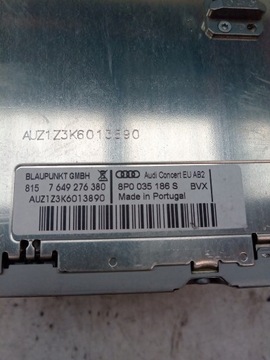 AUZ1Z3K6013890
BLAUPUNKT GMBH Audi Concert EU AB2
815 7 649 276 380 8P0 035 186 S BVX
AUZ1Z3K6013890 Made in Portugal